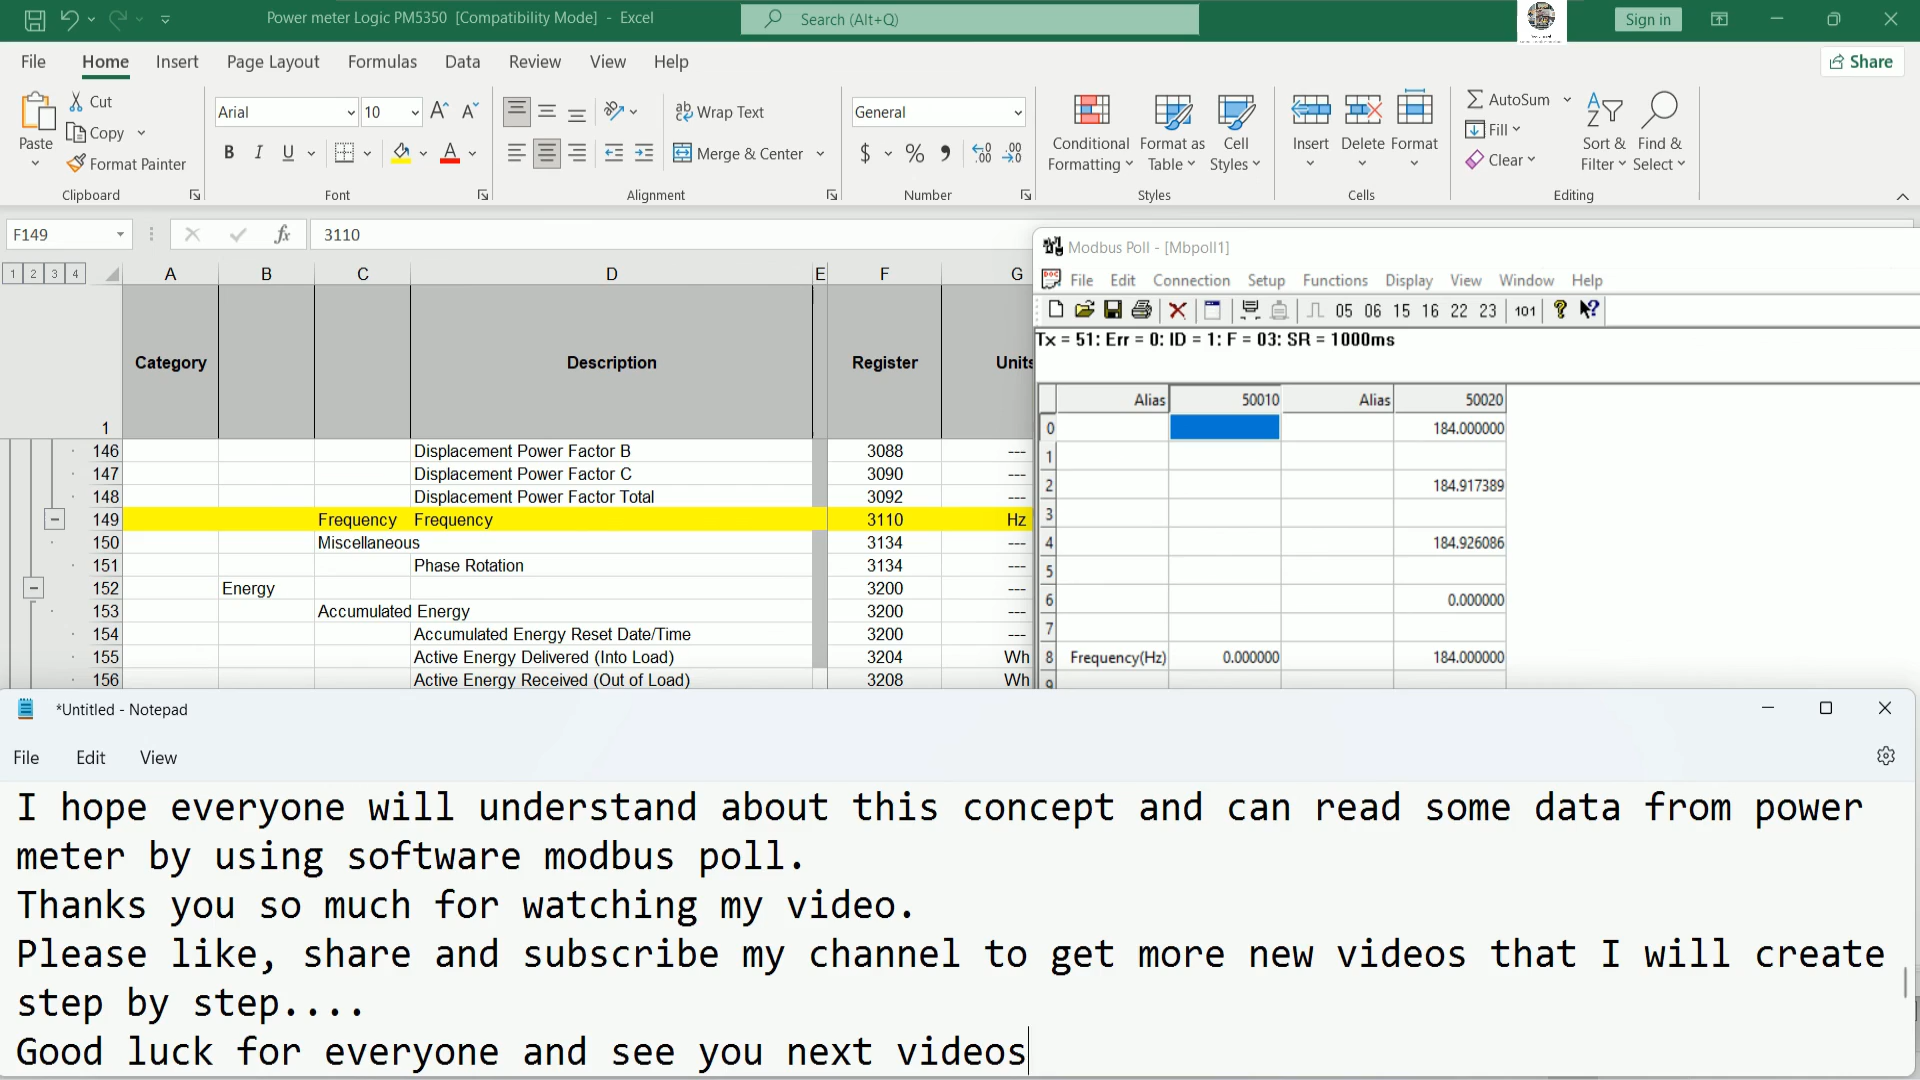 Power meter Logic PM5350 [Compatibility Mode] - Excel
Search (Alt+Q)
Sign in
File Home Insert Page Layout Formulas Data Review View Help
Share
Paste
Cut
Copy
Format Painter
Clipboard
Arial 10
B I U
Font
Wrap Text
Merge & Center
Alignment
General
$ % 9
Number
Conditional Formatting
Format as Table
Cell Styles
Styles
Insert Delete Format
Cells
AutoSum
Fill
Clear
Sort & Filter
Find & Select
Editing
F149 fx 3110
1 2 3 4 A B C D E F G
1 Category Description Register Units
146 Displacement Power Factor B 3088 ---
147 Displacement Power Factor C 3090 ---
148 Displacement Power Factor Total 3092 ---
149 Frequency Frequency 3110 Hz
150 Miscellaneous 3134 ---
151 Phase Rotation 3134 ---
152 Energy 3200 ---
153 Accumulated Energy 3200 ---
154 Accumulated Energy Reset Date/Time 3200 ---
155 Active Energy Delivered (Into Load) 3204 Wh
156 Active Energy Received (Out of Load) 3208 Wh
Modbus Poll - [Mbpoll1]
File Edit Connection Setup Functions Display View Window Help
05 06 15 16 22 23 101
Tx = 51: Err = 0: ID = 1: F = 03: SR = 1000ms
Alias 50010 Alias 50020
0 184.000000
1
2 184.917389
3
4 184.926086
5
6 0.000000
7
8 Frequency(Hz) 0.000000 184.000000
9
*Untitled - Notepad
File Edit View
I hope everyone will understand about this concept and can read some data from power
meter by using software modbus poll.
Thanks you so much for watching my video.
Please like, share and subscribe my channel to get more new videos that I will create
step by step....
Good luck for everyone and see you next videos